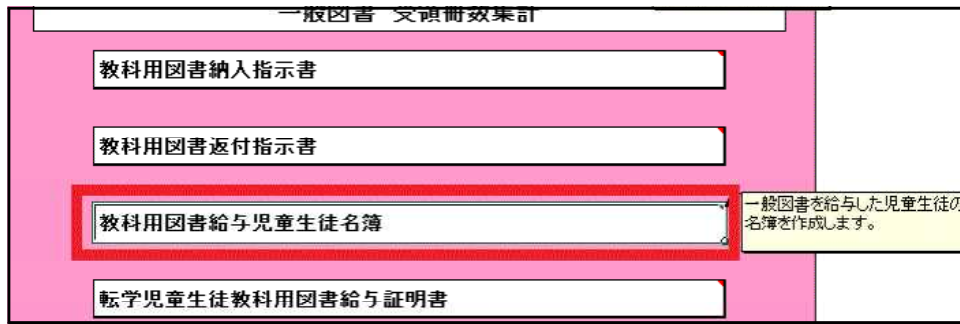 一般図書 受領冊数集計
教科用図書納入指示書
教科用図書返付指示書
教科用図書給与児童生徒名簿
一般図書を給与した児童生徒の
名簿を作成します。
転学児童生徒教科用図書給与証明書